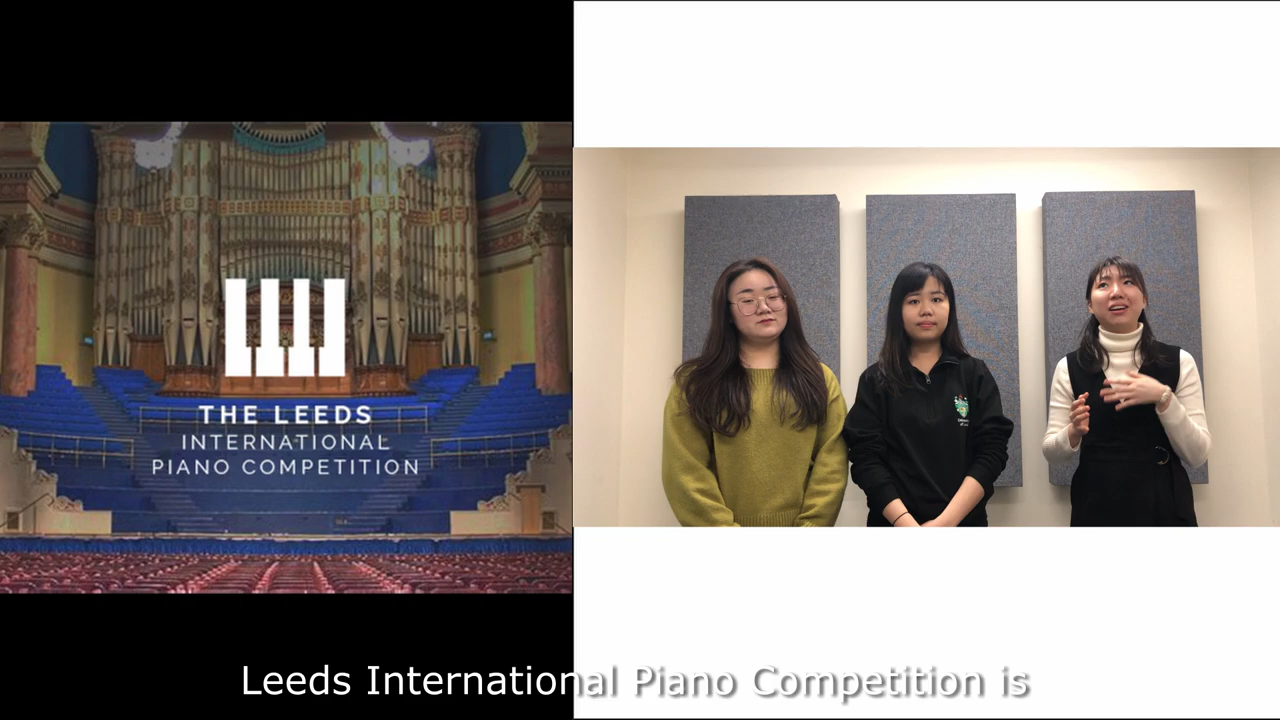 THE LEEDS
INTERNATIONAL
PIANO COMPETITION
Leeds International Piano Competition is